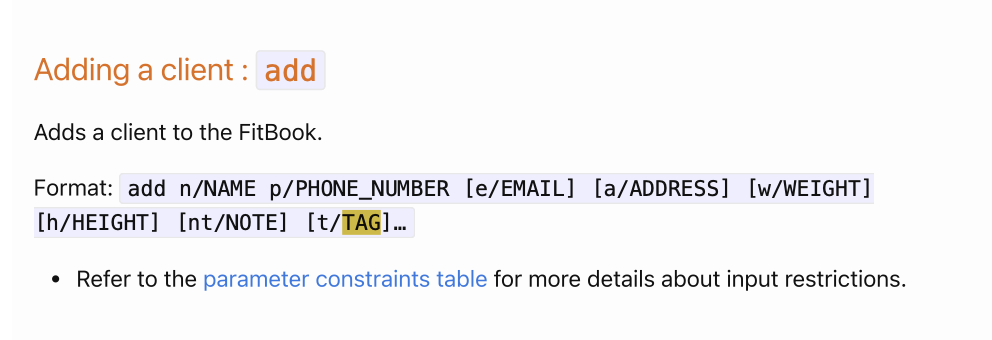 Adding a client : add
Adds a client to the FitBook.
Format: add n/NAME p/PHONE_NUMBER [e/EMAIL] [a/ADDRESS] [w/WEIGHT]
[h/HEIGHT] [nt/NOTE] [t/TAG]…
• Refer to the parameter constraints table for more details about input restrictions.